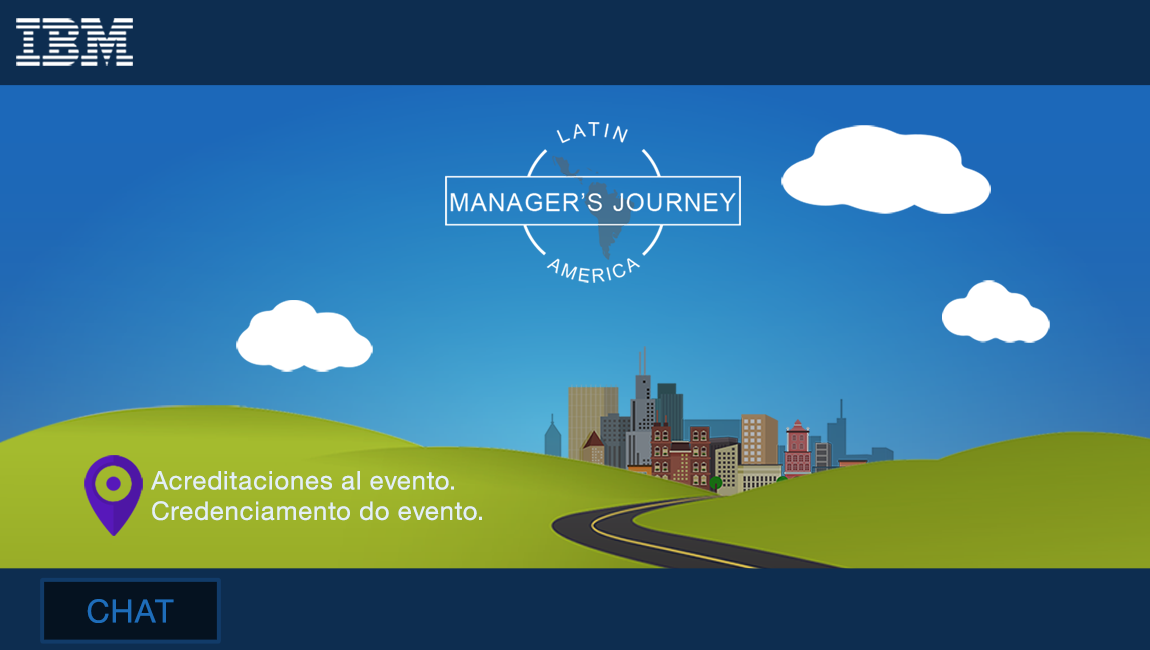 IBM
LATIN
MANAGER'S JOURNEY
AMERICA
Acreditaciones al evento.
Credenciamento do evento.
CHAT